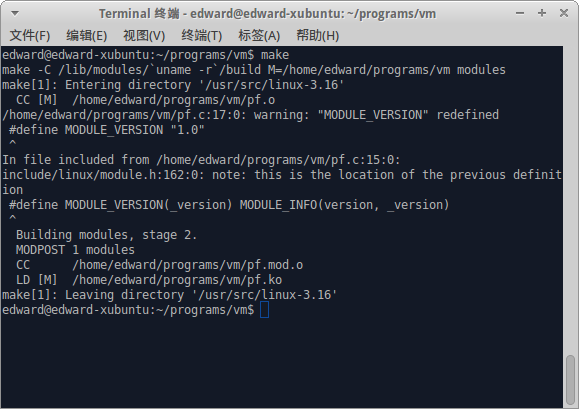 Terminal 终端 - edward@edward-xubuntu: ~/programs/vm
文件(F) 编辑(E) 视图(V) 终端(T) 标签(A) 帮助(H)
edward@edward-xubuntu:~/programs/vm$ make
make -C /lib/modules/`uname -r`/build M=/home/edward/programs/vm modules
make[1]: Entering directory '/usr/src/linux-3.16'
  CC [M]  /home/edward/programs/vm/pf.o
/home/edward/programs/vm/pf.c:17:0: warning: "MODULE_VERSION" redefined
 #define MODULE_VERSION "1.0"
 ^
In file included from /home/edward/programs/vm/pf.c:15:0:
include/linux/module.h:162:0: note: this is the location of the previous definit
ion
 #define MODULE_VERSION(_version) MODULE_INFO(version, _version)
 ^
  Building modules, stage 2.
  MODPOST 1 modules
  CC      /home/edward/programs/vm/pf.mod.o
  LD [M]  /home/edward/programs/vm/pf.ko
make[1]: Leaving directory '/usr/src/linux-3.16'
edward@edward-xubuntu:~/programs/vm$